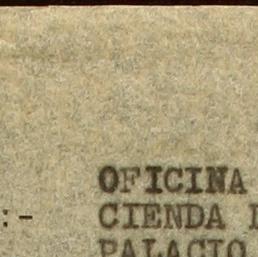 OFICINA
:- CIENDA
PALACIO